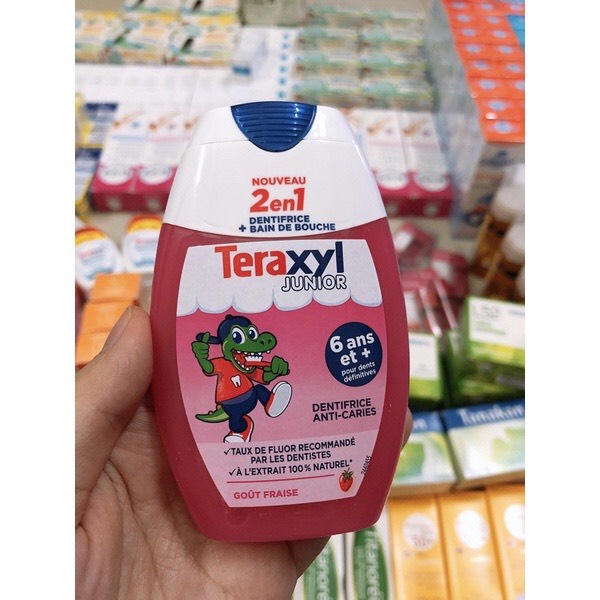 NOUVEAU
2en1
DENTIFRICE
+ BAIN DE BOUCHE
Teraxyl
JUNIOR
6 ans
et +
pour dents
définitives
DENTIFRICE
ANTI-CARIES
✓TAUX DE FLUOR RECOMMANDÉ
PAR LES DENTISTES
✓À L'EXTRAIT 100% NATUREL*
GOÛT FRAISE